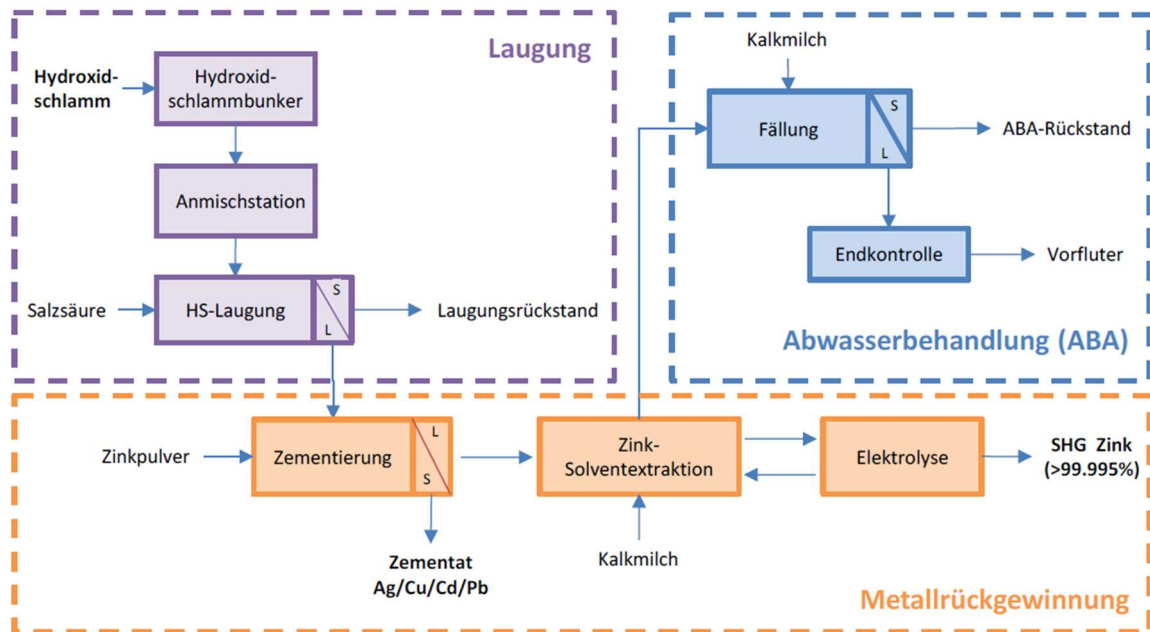 Laugung
Hydroxid-
schlamm
Hydroxid-
schlammbunker
Anmischstation
Salzsäure
HS-Laugung
S
L
Laugungsrückstand
Kalkmilch
Fällung
S
L
ABA-Rückstand
Endkontrolle
Vorfluter
Abwasserbehandlung (ABA)
Zinkpulver
Zementierung
L
S
Zink-
Solventextraktion
Elektrolyse
SHG Zink
(>99.995%)
Zementat
Ag/Cu/Cd/Pb
Kalkmilch
Metallrückgewinnung